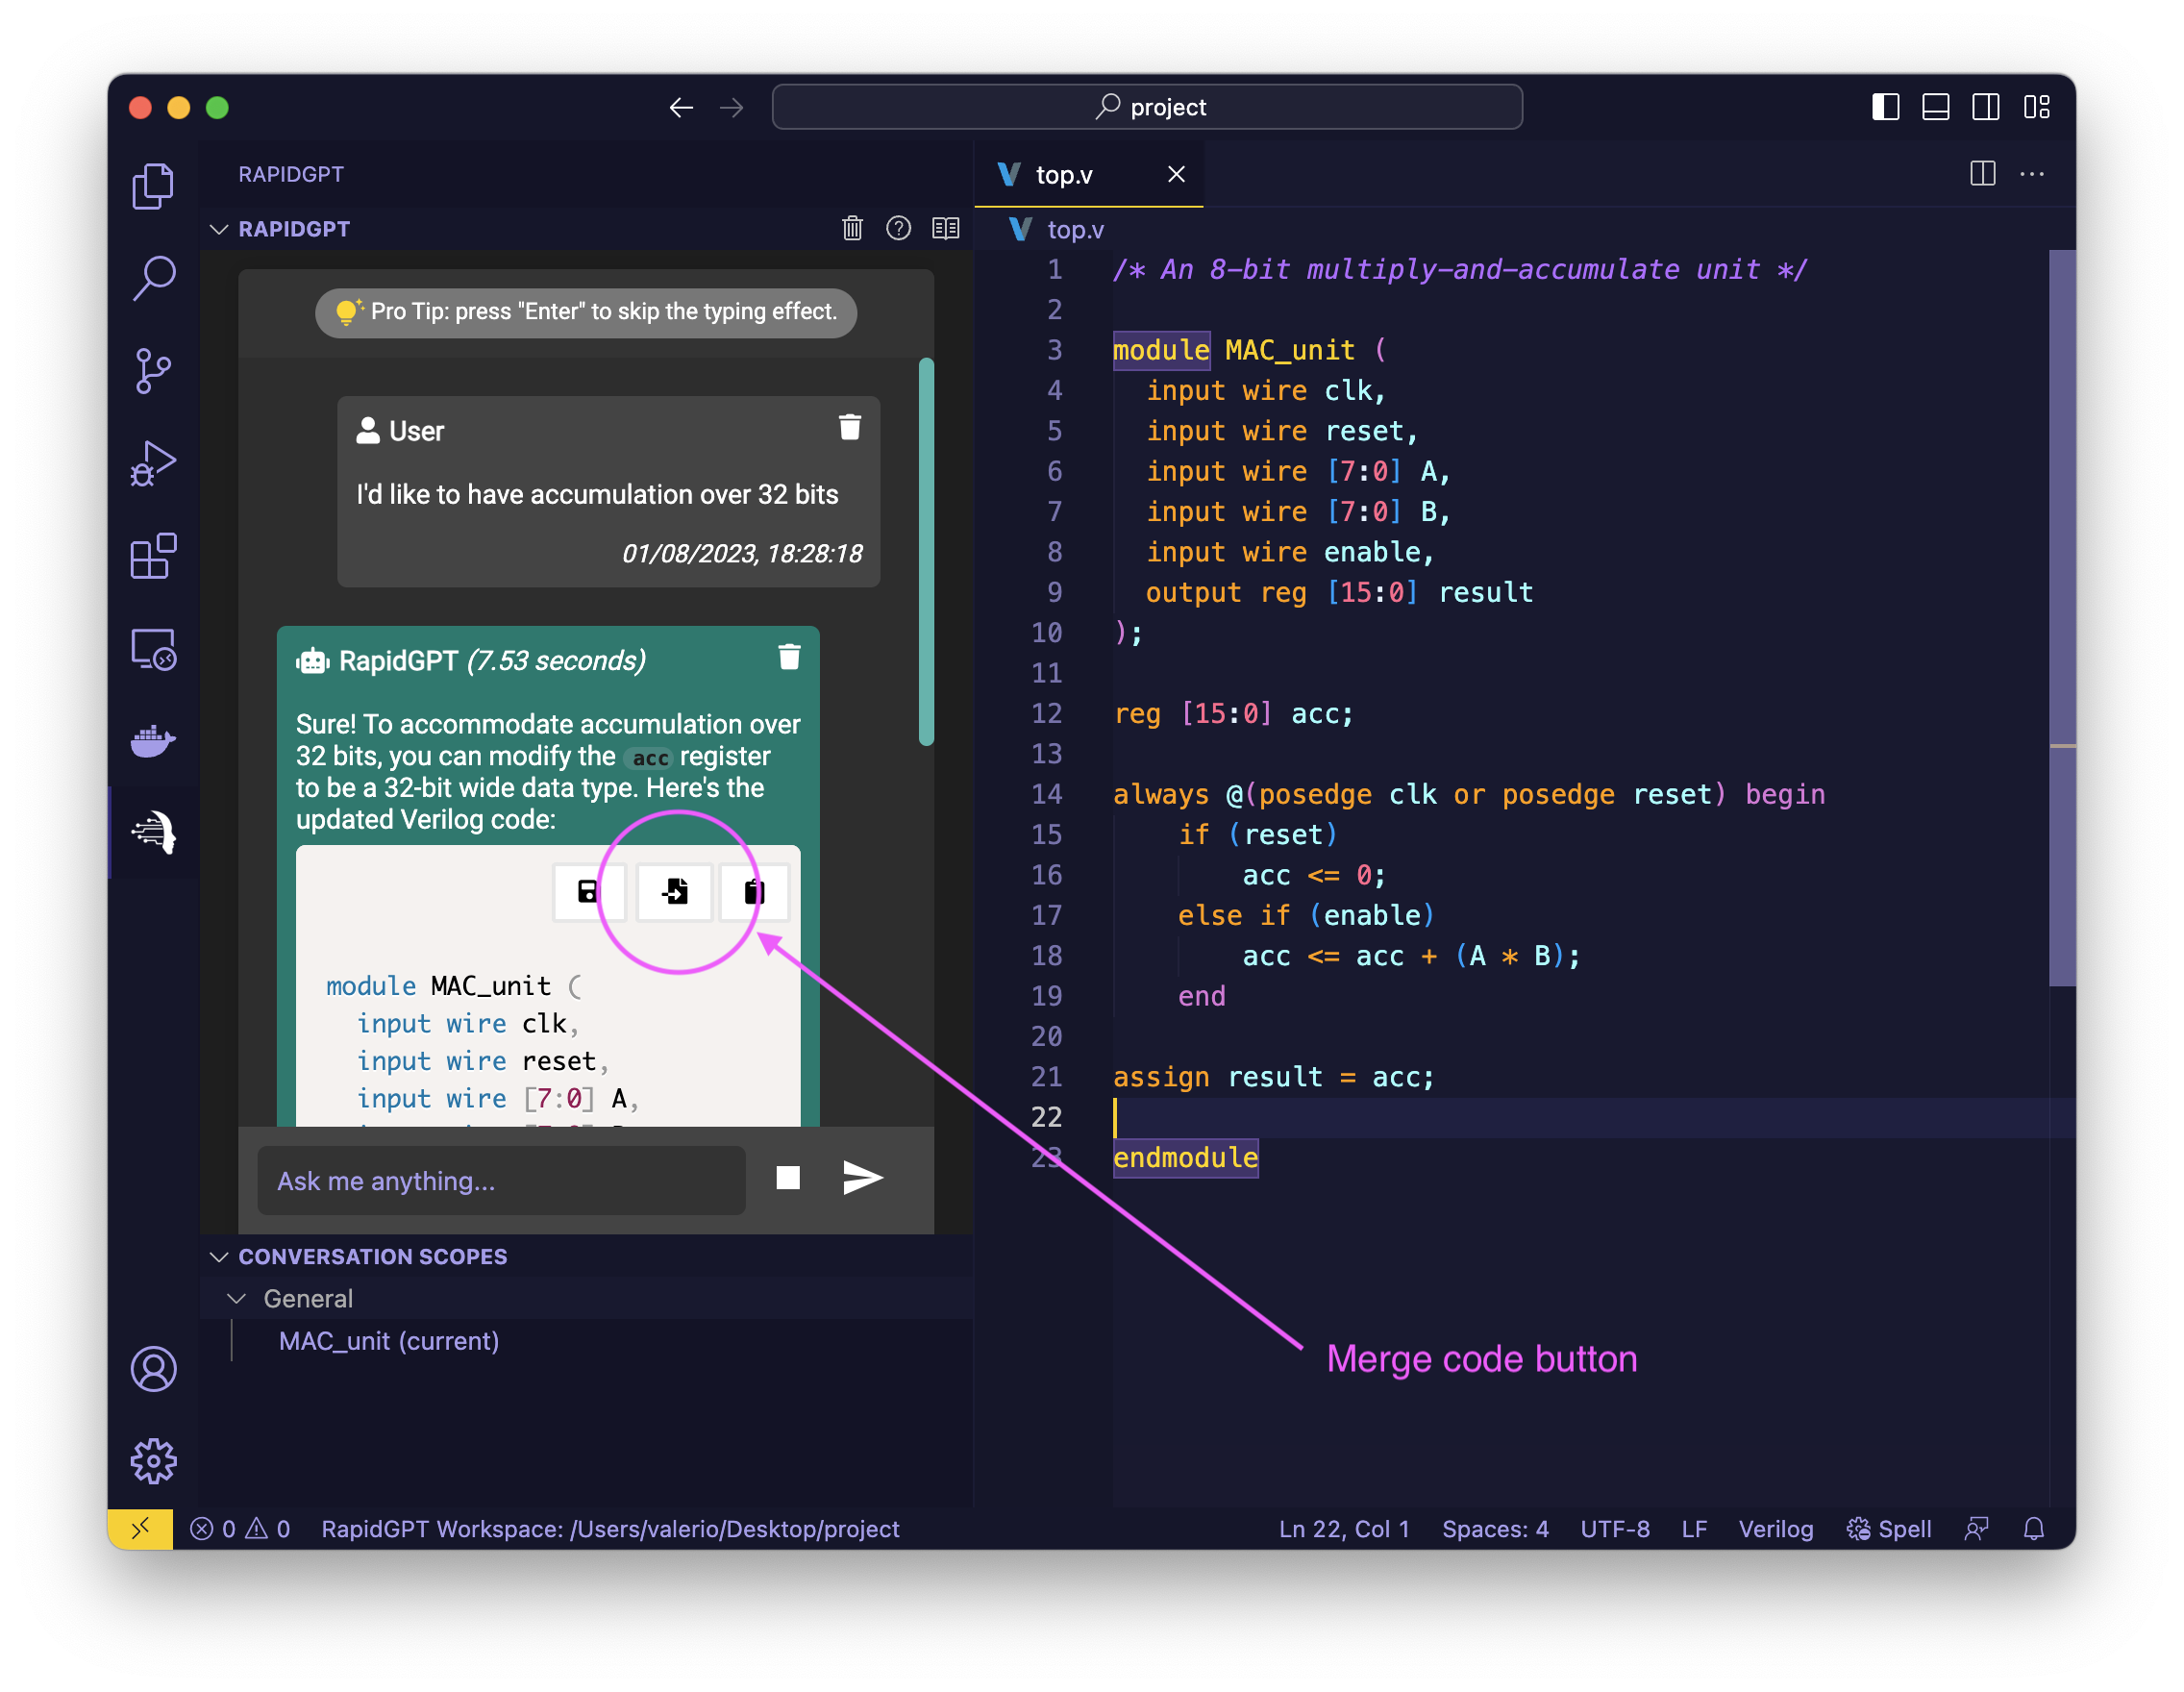 project
RAPIDGPT
RAPIDGPT
Pro Tip: press "Enter" to skip the typing effect.
User
I'd like to have accumulation over 32 bits
01/08/2023, 18:28:18
RapidGPT (7.53 seconds)
Sure! To accommodate accumulation over
32 bits, you can modify the acc register
to be a 32-bit wide data type. Here's the
updated Verilog code:
module MAC_unit (
input wire clk,
input wire reset,
input wire [7:0] A,
Ask me anything...
CONVERSATION SCOPES
General
MAC_unit (current)
top.v
top.v
1 /* An 8-bit multiply-and-accumulate unit */
2
3 module MAC_unit (
4 input wire clk,
5 input wire reset,
6 input wire [7:0] A,
7 input wire [7:0] B,
8 input wire enable,
9 output reg [15:0] result
10 );
11
12 reg [15:0] acc;
13
14 always @(posedge clk or posedge reset) begin
15 if (reset)
16 acc <= 0;
17 else if (enable)
18 acc <= acc + (A * B);
19 end
20
21 assign result = acc;
22
23 endmodule
Merge code button
0 0 RapidGPT Workspace: /Users/valerio/Desktop/project Ln 22, Col 1 Spaces: 4 UTF-8 LF Verilog Spell